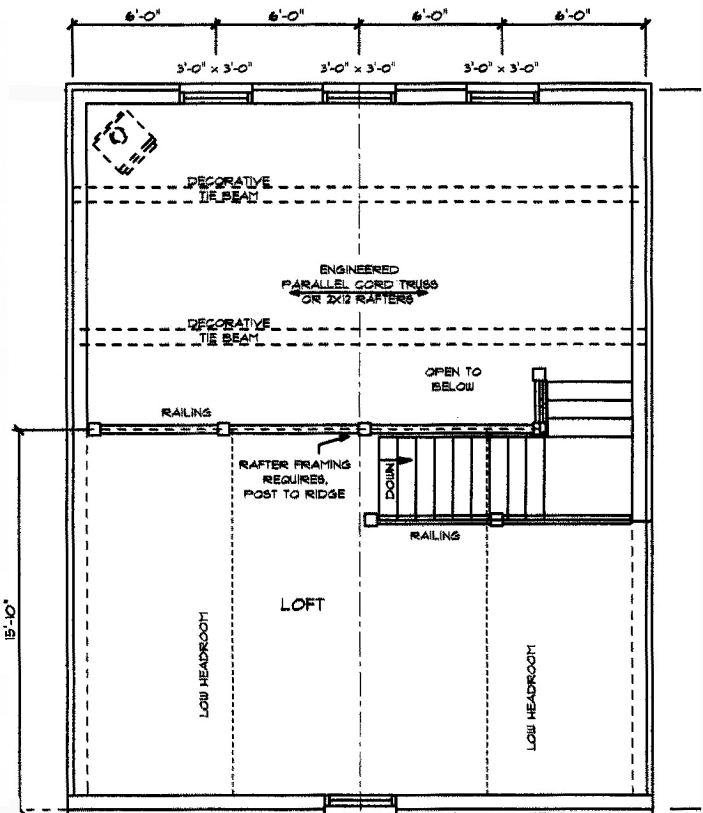 6'-0" 6'-0" 6'-0" 6'-0"
3'-0" x 3'-0" 3'-0" x 3'-0" 3'-0" x 3'-0"
DECORATIVE
TIE BEAM
ENGINEERED
PARALLEL CORD TRUSS
OR 2X12 RAFTERS
DECORATIVE
TIE BEAM
OPEN TO
BELOW
RAILING
RAFTER FRAMING
REQUIRES,
POST TO RIDGE
DOWN
RAILING
15'-10"
LOFT
LOW HEADROOM
LOW HEADROOM